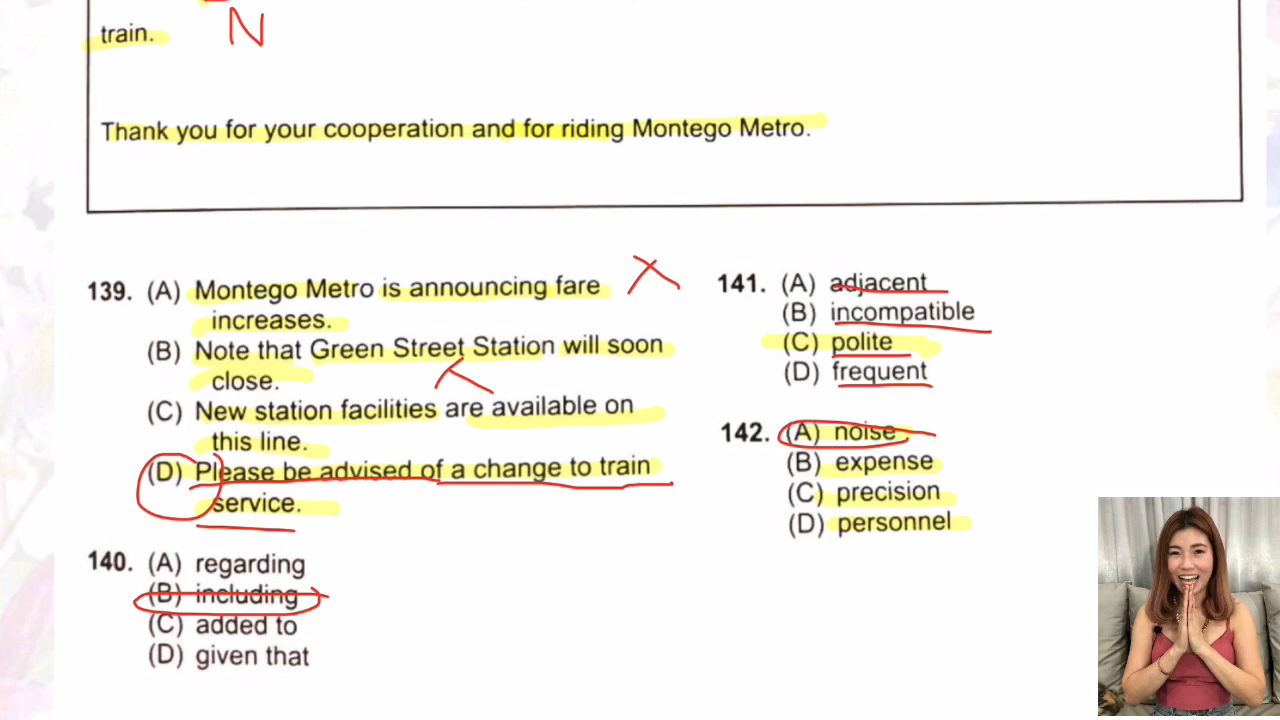 train.
N
Thank you for your cooperation and for riding Montego Metro.
139. (A) Montego Metro is announcing fare
increases.
(B) Note that Green Street Station will soon
close.
(C) New station facilities are available on
this line.
(D) Please be advised of a change to train
service.
140. (A) regarding
(B) including
(C) added to
(D) given that
141. (A) adjacent
(B) incompatible
(C) polite
(D) frequent
142. (A) noise
(B) expense
(C) precision
(D) personnel